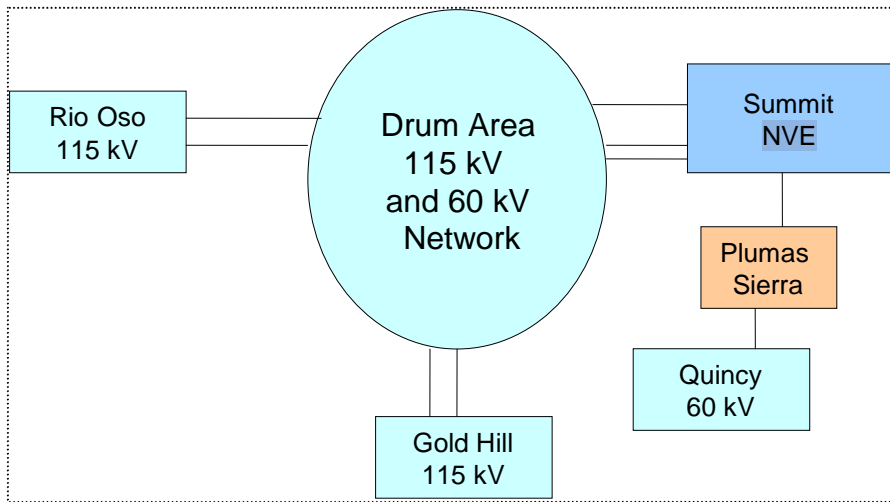 Rio Oso
115 kV
Drum Area
115 kV
and 60 kV
Network
Summit
NVE
Plumas
Sierra
Quincy
60 kV
Gold Hill
115 kV